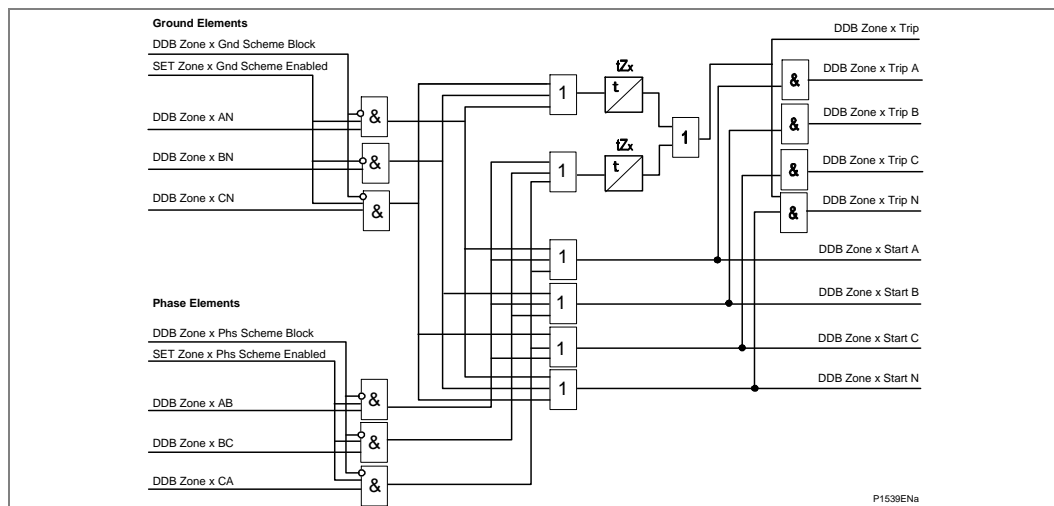 Ground Elements
DDB Zone x Gnd Scheme Block
SET Zone x Gnd Scheme Enabled
DDB Zone x AN
DDB Zone x BN
DDB Zone x CN
Phase Elements
DDB Zone x Phs Scheme Block
SET Zone x Phs Scheme Enabled
DDB Zone x AB
DDB Zone x BC
DDB Zone x CA
&
&
&
&
&
&
1
1
1
1
1
1
tZx
t
tZx
t
1
&
&
&
&
DDB Zone x Trip
DDB Zone x Trip A
DDB Zone x Trip B
DDB Zone x Trip C
DDB Zone x Trip N
DDB Zone x Start A
DDB Zone x Start B
DDB Zone x Start C
DDB Zone x Start N
P1539ENa